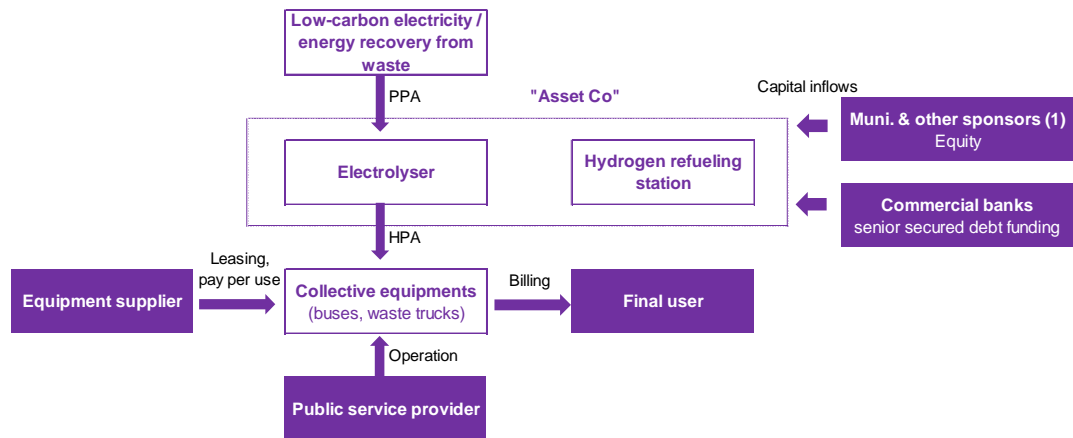 Low-carbon electricity /
energy recovery from
waste
PPA
"Asset Co"
Capital inflows
Muni. & other sponsors (1)
Equity
Electrolyser
Hydrogen refueling
station
Commercial banks
senior secured debt funding
HPA
Leasing,
pay per use
Equipment supplier
Collective equipments
(buses, waste trucks)
Billing
Final user
Operation
Public service provider